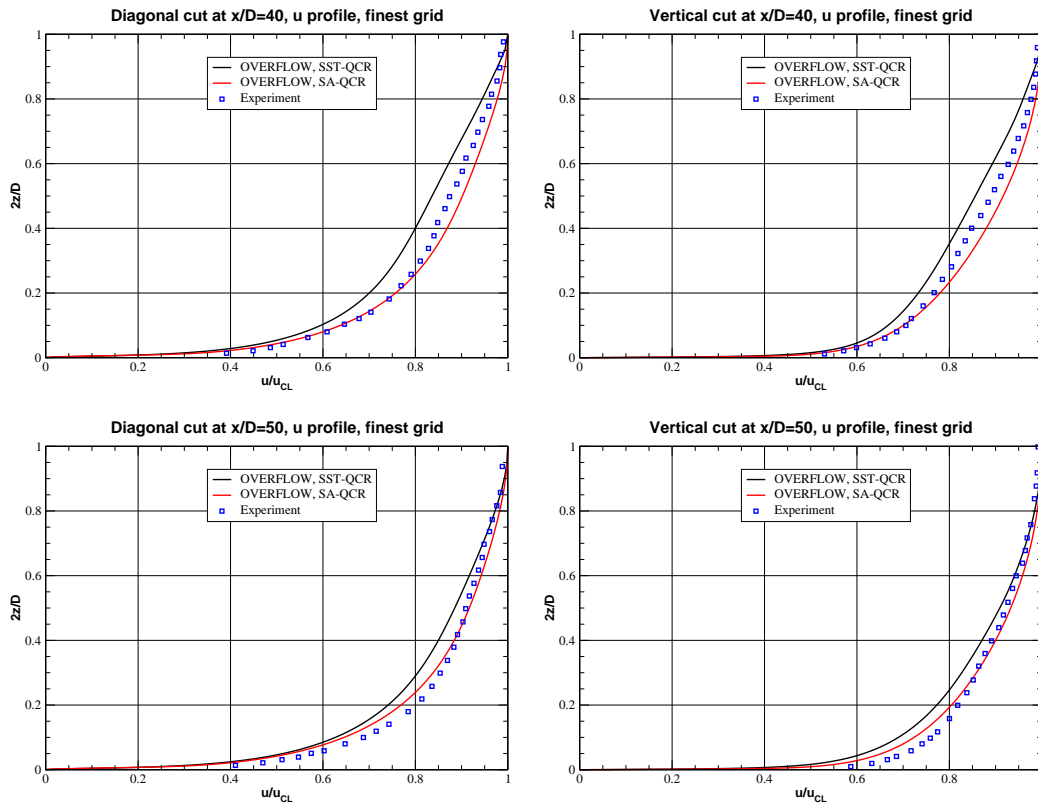 Diagonal cut at x/D=40, u profile, finest grid
1
0.8
0.6
0.4
0.2
0
2z/D
OVERFLOW, SST-QCR
OVERFLOW, SA-QCR
Experiment
0 0.2 0.4 0.6 0.8 1
u/uCL
Vertical cut at x/D=40, u profile, finest grid
1
0.8
0.6
0.4
0.2
0
2z/D
OVERFLOW, SST-QCR
OVERFLOW, SA-QCR
Experiment
0 0.2 0.4 0.6 0.8 1
u/uCL
Diagonal cut at x/D=50, u profile, finest grid
1
0.8
0.6
0.4
0.2
0
2z/D
OVERFLOW, SST-QCR
OVERFLOW, SA-QCR
Experiment
0 0.2 0.4 0.6 0.8 1
u/uCL
Vertical cut at x/D=50, u profile, finest grid
1
0.8
0.6
0.4
0.2
0
2z/D
OVERFLOW, SST-QCR
OVERFLOW, SA-QCR
Experiment
0 0.2 0.4 0.6 0.8 1
u/uCL